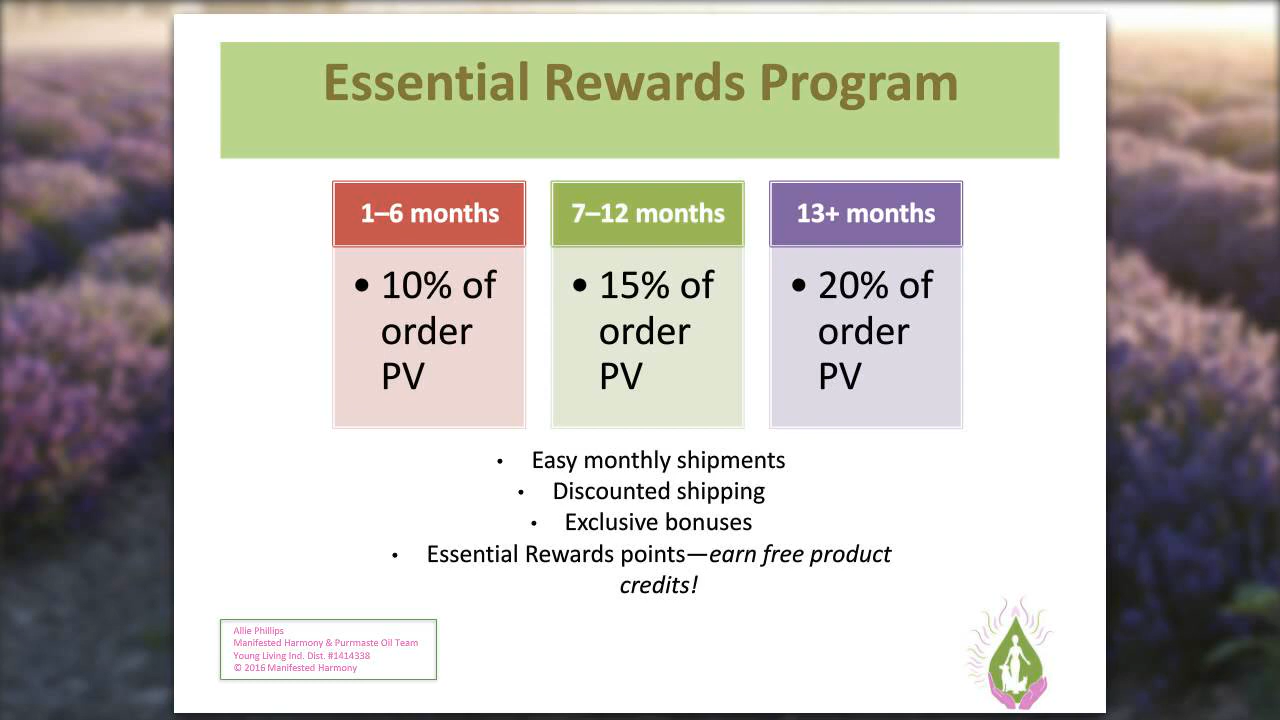 Essential Rewards Program
1–6 months
• 10% of
order
PV
7–12 months
• 15% of
order
PV
13+ months
• 20% of
order
PV
• Easy monthly shipments
• Discounted shipping
• Exclusive bonuses
• Essential Rewards points—earn free product
credits!
Allie Phillips
Manifested Harmony & Purrmaste Oil Team
Young Living Ind. Dist. #1414338
© 2016 Manifested Harmony